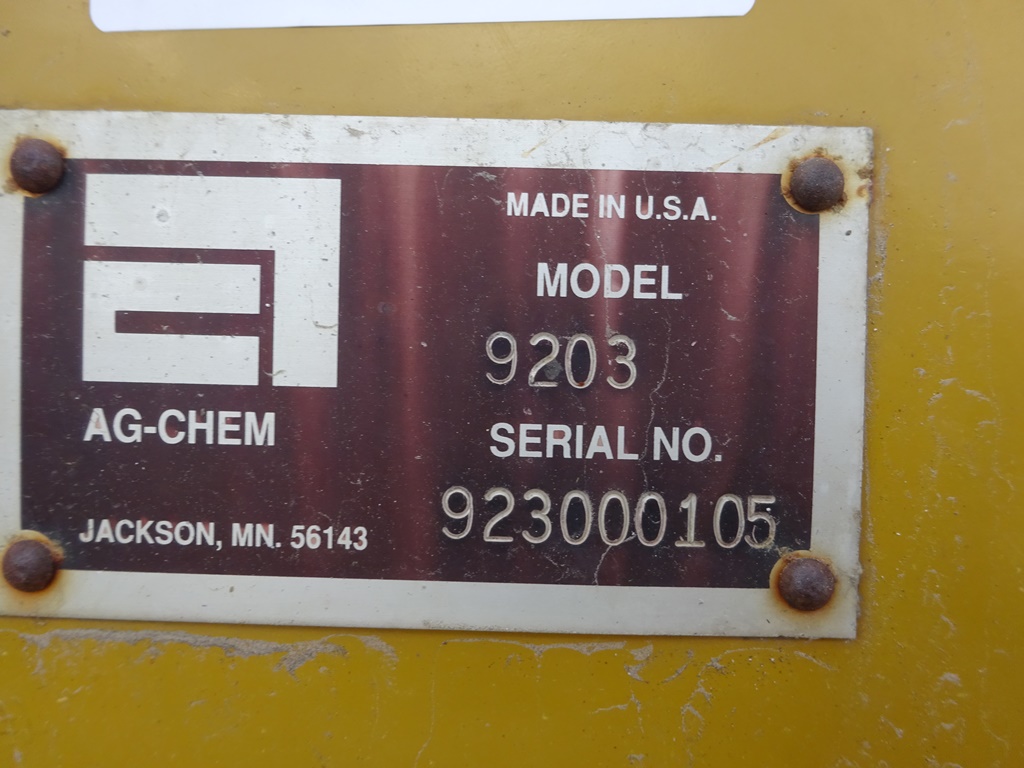 MADE IN U.S.A.
MODEL
9203
AG-CHEM
SERIAL NO.
JACKSON, MN. 56143
923000105